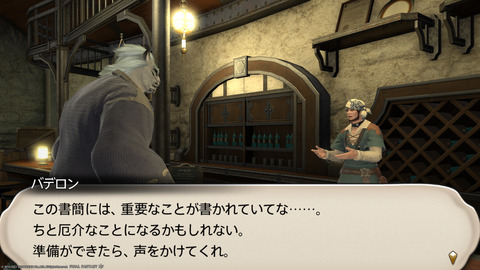 バデロン
この書簡には、重要なことが書かれていてな……。
ちと厄介なことになるかもしれない。
準備ができたら、声をかけてくれ。